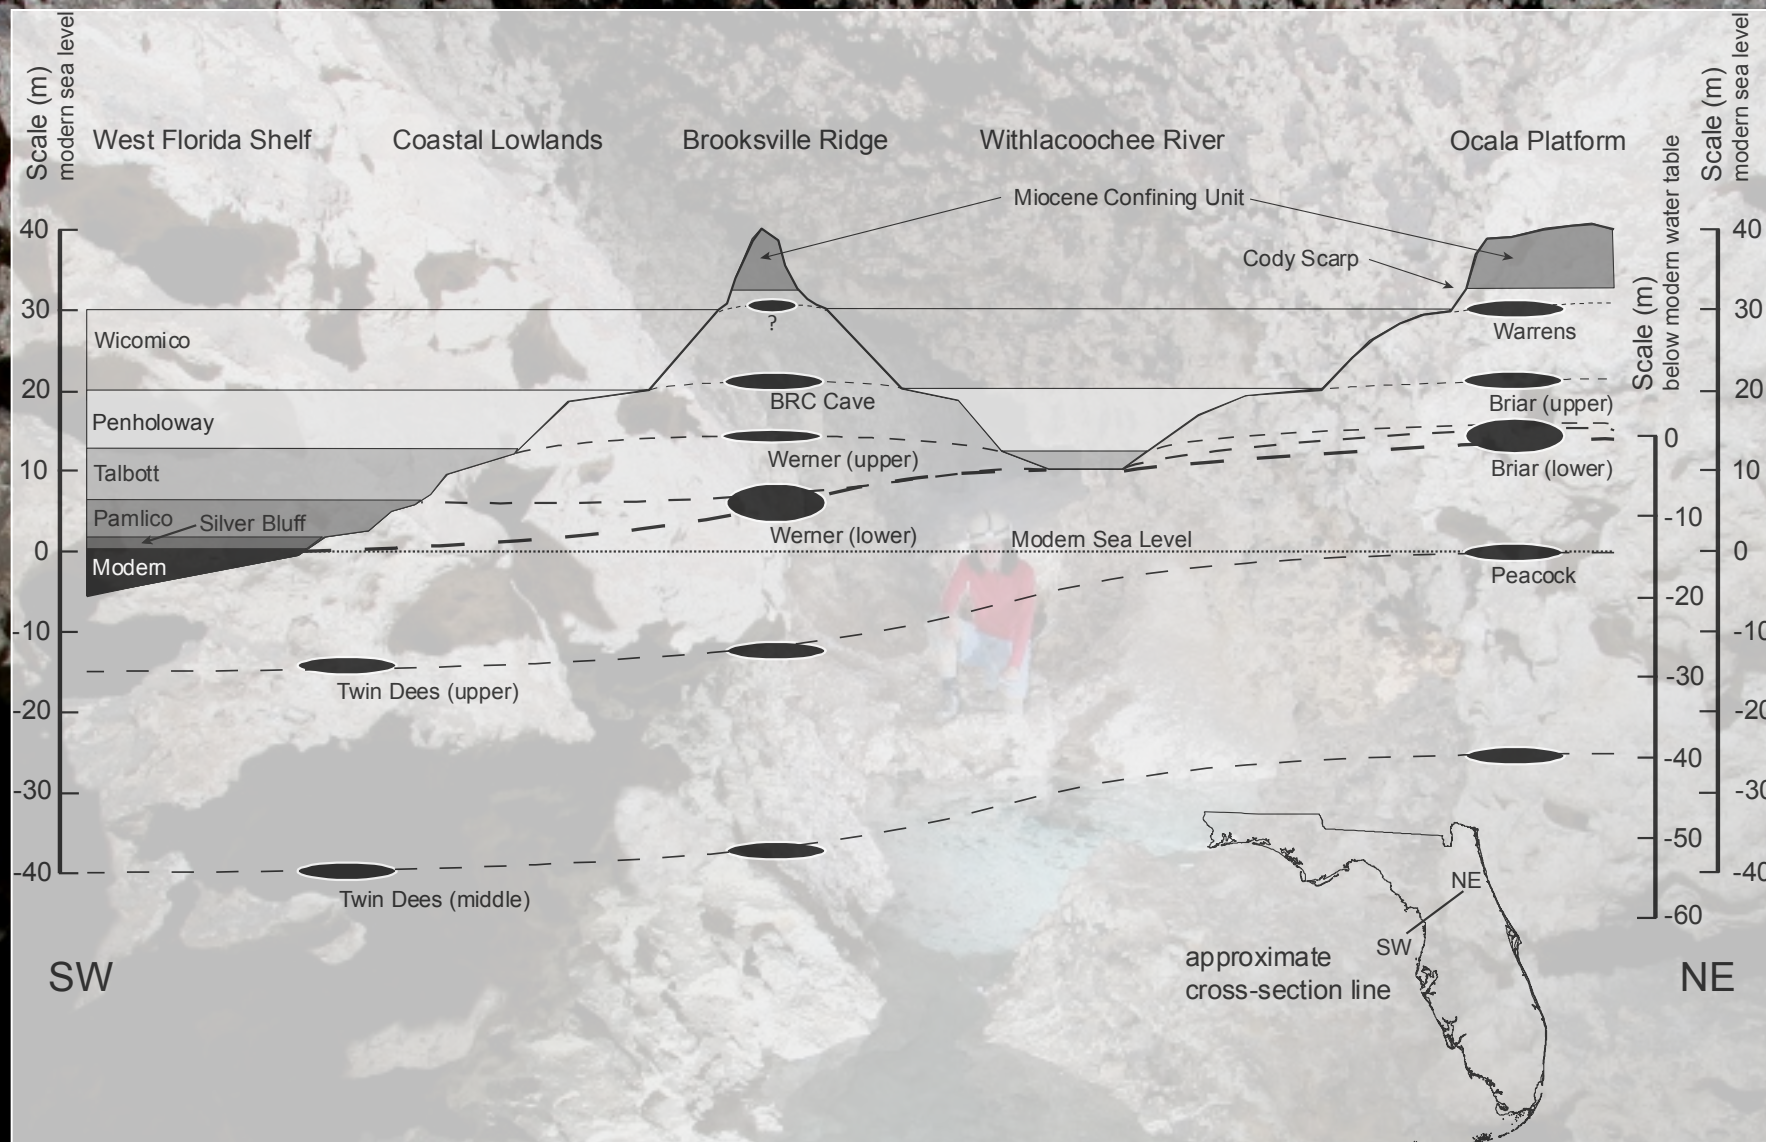 Scale (m)
modern sea level
West Florida Shelf
Coastal Lowlands
Brooksville Ridge
Withlacoochee River
Ocala Platform
Scale (m)
modern sea level
Scale (m)
below modern water table
Miocene Confining Unit
Cody Scarp
40
30
20
10
0
-10
-20
-30
-40
Wicomico
Penholoway
Talbott
Pamlico
Silver Bluff
Modern
?
BRC Cave
Werner (upper)
Werner (lower)
Modern Sea Level
Warrens
Briar (upper)
Briar (lower)
Peacock
Twin Dees (upper)
Twin Dees (middle)
0
-10
-20
-30
-40
-50
-60
40
30
20
10
0
-10
-20
-30
-40
SW
NE
NE
SW
approximate
cross-section line